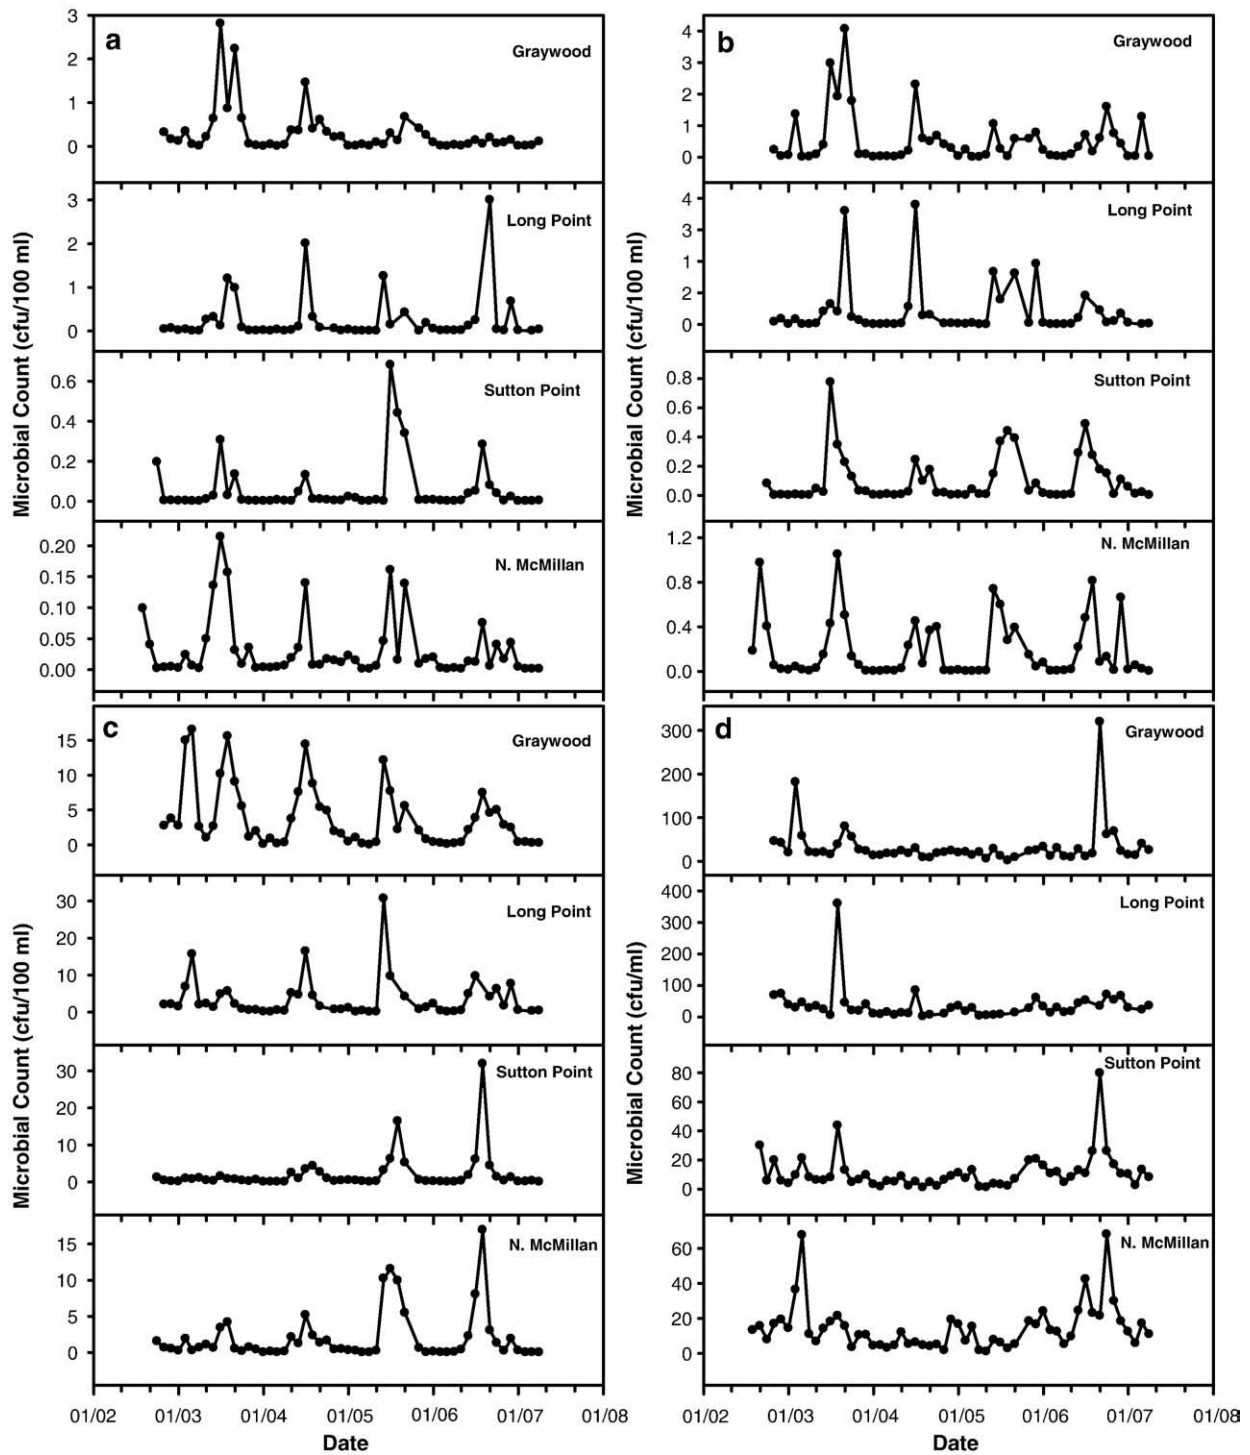 a
Graywood
3
2
1
0
Long Point
3
2
1
0
Sutton Point
0.6
0.4
0.2
0.0
N. McMillan
0.20
0.15
0.10
0.05
0.00
Microbial Count (cfu/100 ml)
b
Graywood
4
3
2
1
0
Long Point
4
3
1
2
0
Sutton Point
0.8
0.6
0.4
0.2
0.0
N. McMillan
1.2
0.8
0.4
0.0
Microbial Count (cfu/100 ml)
c
Graywood
15
10
5
0
Long Point
30
20
10
0
Sutton Point
30
20
10
0
N. McMillan
15
10
5
0
Microbial Count (cfu/100 ml)
01/02 01/03 01/04 01/05 01/06 01/07 01/08
Date
d
Graywood
300
200
100
0
Long Point
400
300
200
100
0
Sutton Point
80
60
40
20
0
N. McMillan
60
40
20
0
Microbial Count (cfu/ml)
01/02 01/03 01/04 01/05 01/06 01/07 01/08
Date